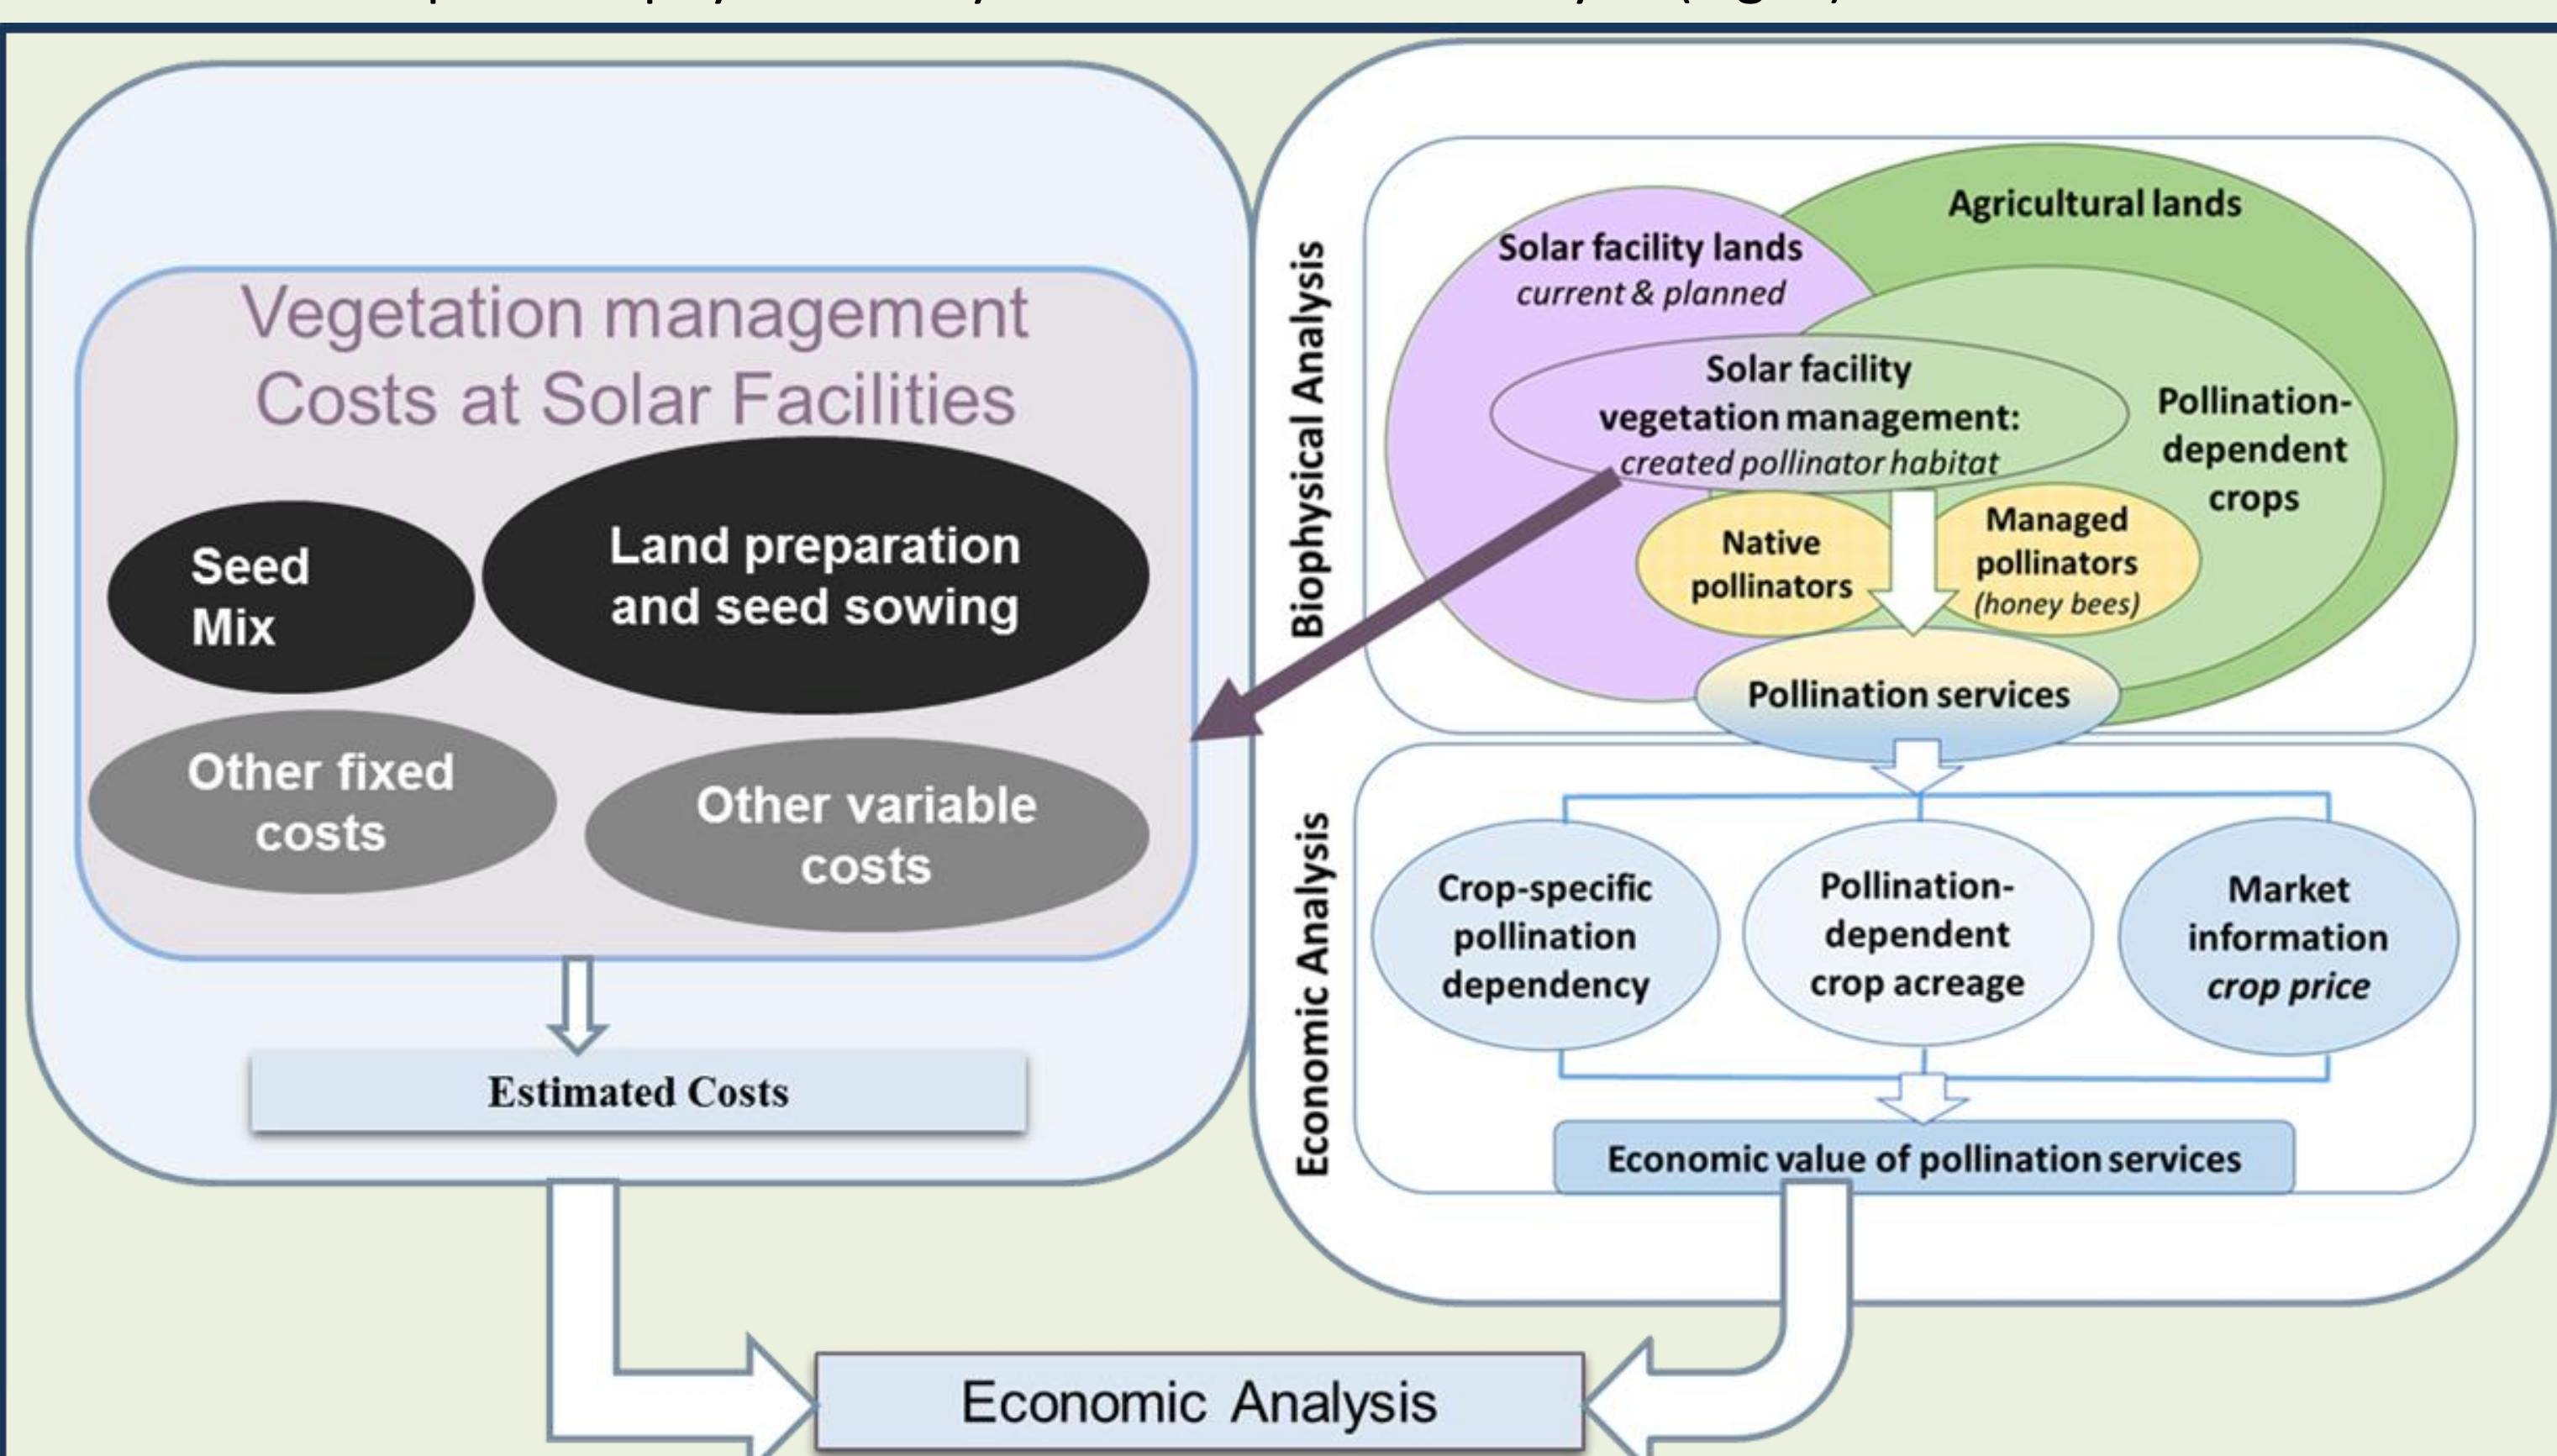 Vegetation management
Costs at Solar Facilities
Seed
Mix
Land preparation
and seed sowing
Other fixed
costs
Other variable
costs
Estimated Costs
Biophysical Analysis
Agricultural lands
Solar facility lands
current & planned
Solar facility
vegetation management:
created pollinator habitat
Pollination-
dependent
crops
Native
pollinators
Managed
pollinators
(honey bees)
Pollination services
Economic Analysis
Crop-specific
pollination
dependency
Pollination-
dependent
crop acreage
Market
information
crop price
Economic value of pollination services
Economic Analysis